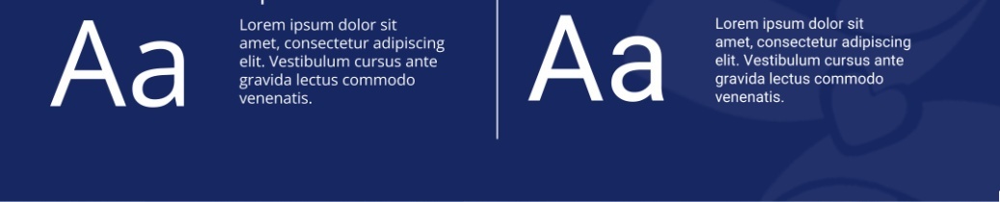 Aa
Lorem ipsum dolor sit
amet, consectetur adipiscing
elit. Vestibulum cursus ante
gravida lectus commodo
venenatis.
Aa
Lorem ipsum dolor sit
amet, consectetur adipiscing
elit. Vestibulum cursus ante
gravida lectus commodo
venenatis.